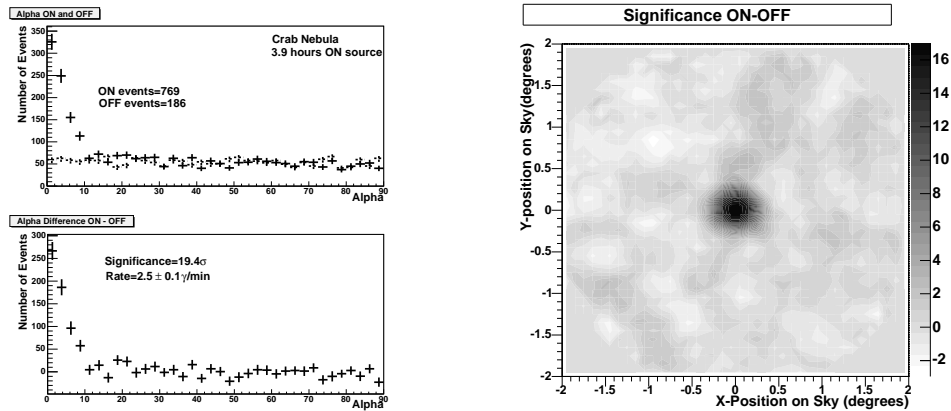 Alpha ON and OFF
Number of Events
350
300
250
200
150
100
50
0
Crab Nebula
3.9 hours ON source
ON events=769
OFF events=186
0 10 20 30 40 50 60 70 80 90
Alpha
Alpha Difference ON - OFF
Number of Events
300
250
200
150
100
50
0
Significance=19.4σ
Rate=2.5 ± 0.1γ/min
0 10 20 30 40 50 60 70 80 90
Alpha
Significance ON-OFF
Y-position on Sky(degrees)
2
1.5
1
0.5
0
-0.5
-1
-1.5
-2
-2 -1.5 -1 -0.5 0 0.5 1 1.5 2
X-Position on Sky (degrees)
16
14
12
10
8
6
4
2
0
-2